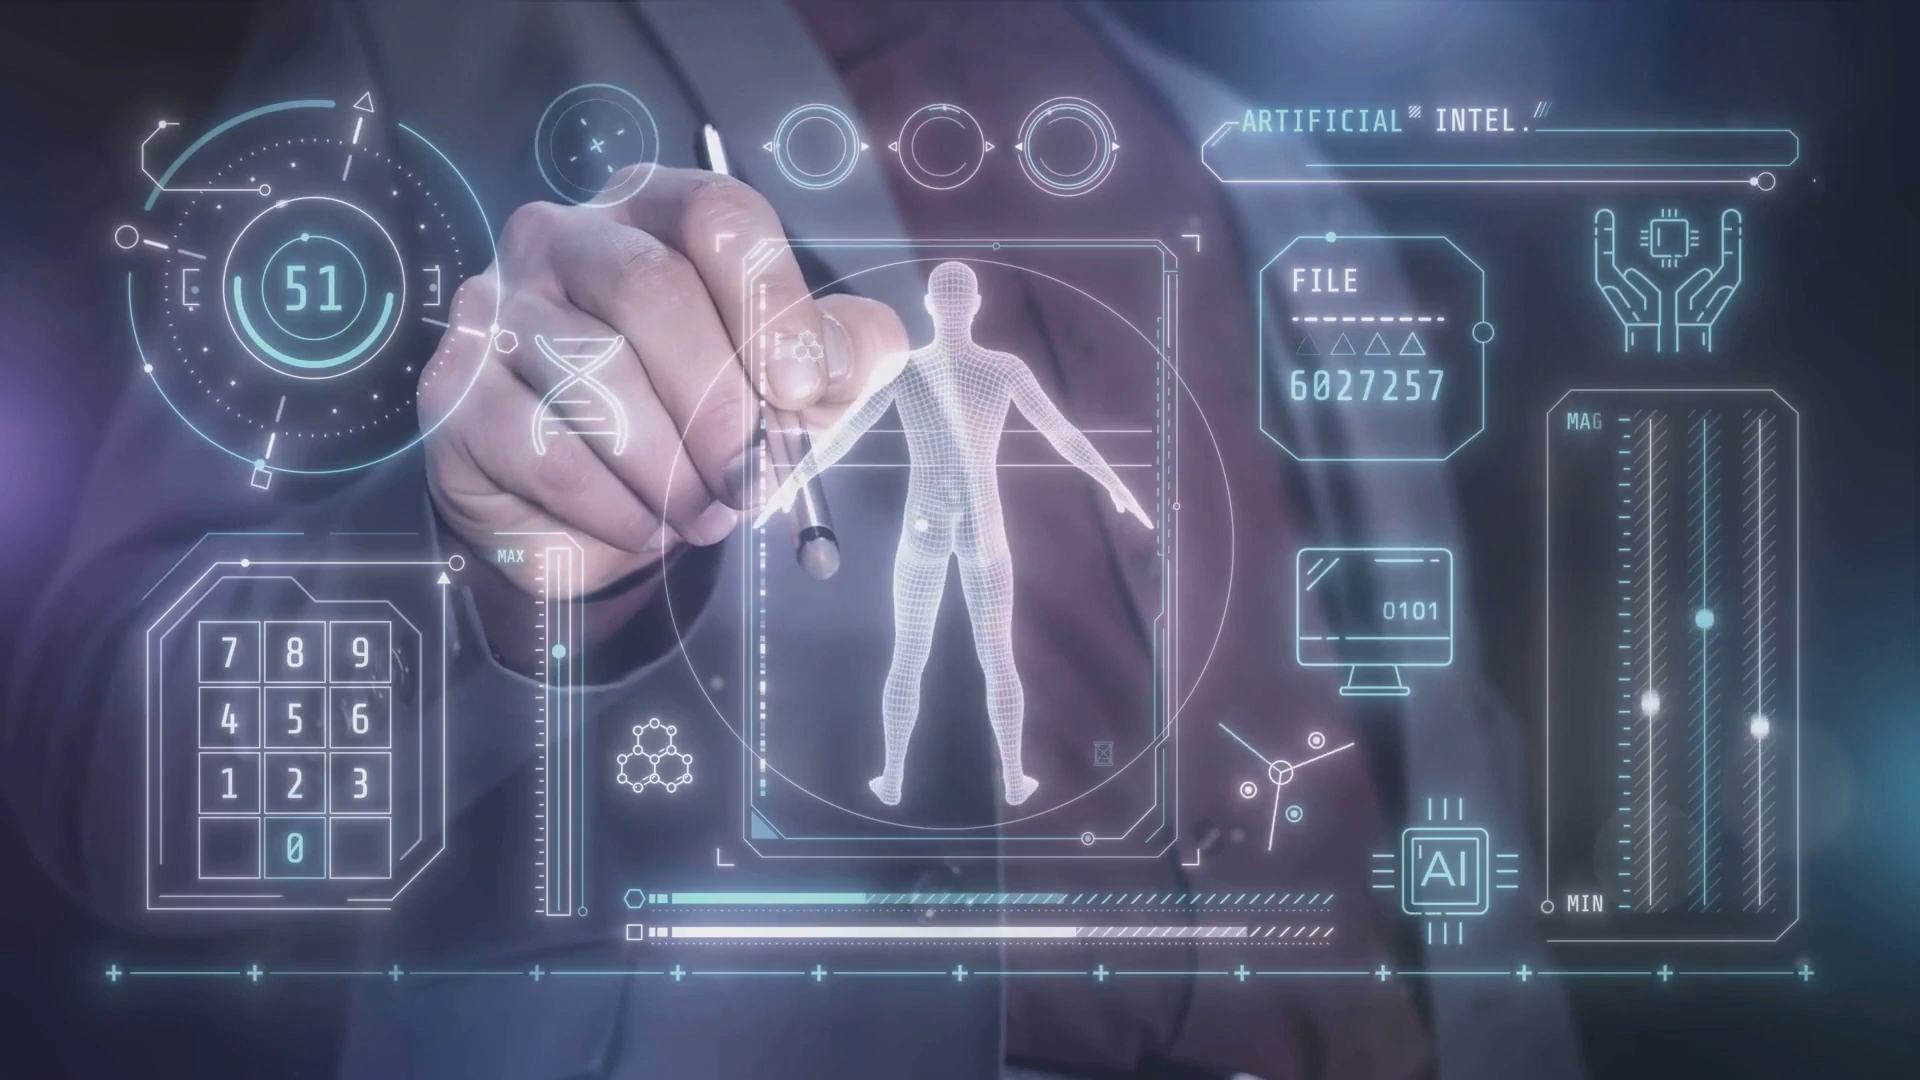 ARTIFICIAL INTEL.
51
FILE
6027257
MAG
MAX
0101
7 8 9
4 5 6
1 2 3
0
AI
MIN